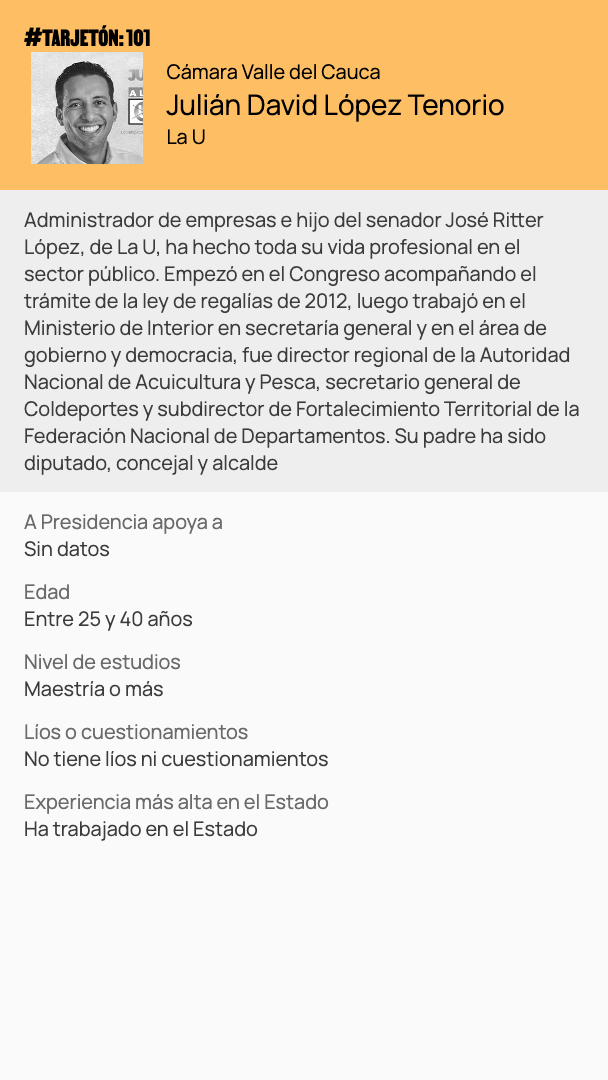 #TARJETÓN: 101
Cámara Valle del Cauca
Julián David López Tenorio
La U
Administrador de empresas e hijo del senador José Ritter
López, de La U, ha hecho toda su vida profesional en el
sector público. Empezó en el Congreso acompañando el
trámite de la ley de regalías de 2012, luego trabajó en el
Ministerio de Interior en secretaría general y en el área de
gobierno y democracia, fue director regional de la Autoridad
Nacional de Acuicultura y Pesca, secretario general de
Coldeportes y subdirector de Fortalecimiento Territorial de la
Federación Nacional de Departamentos. Su padre ha sido
diputado, concejal y alcalde
A Presidencia apoya a
Sin datos
Edad
Entre 25 y 40 años
Nivel de estudios
Maestría o más
Líos o cuestionamientos
No tiene líos ni cuestionamientos
Experiencia más alta en el Estado
Ha trabajado en el Estado